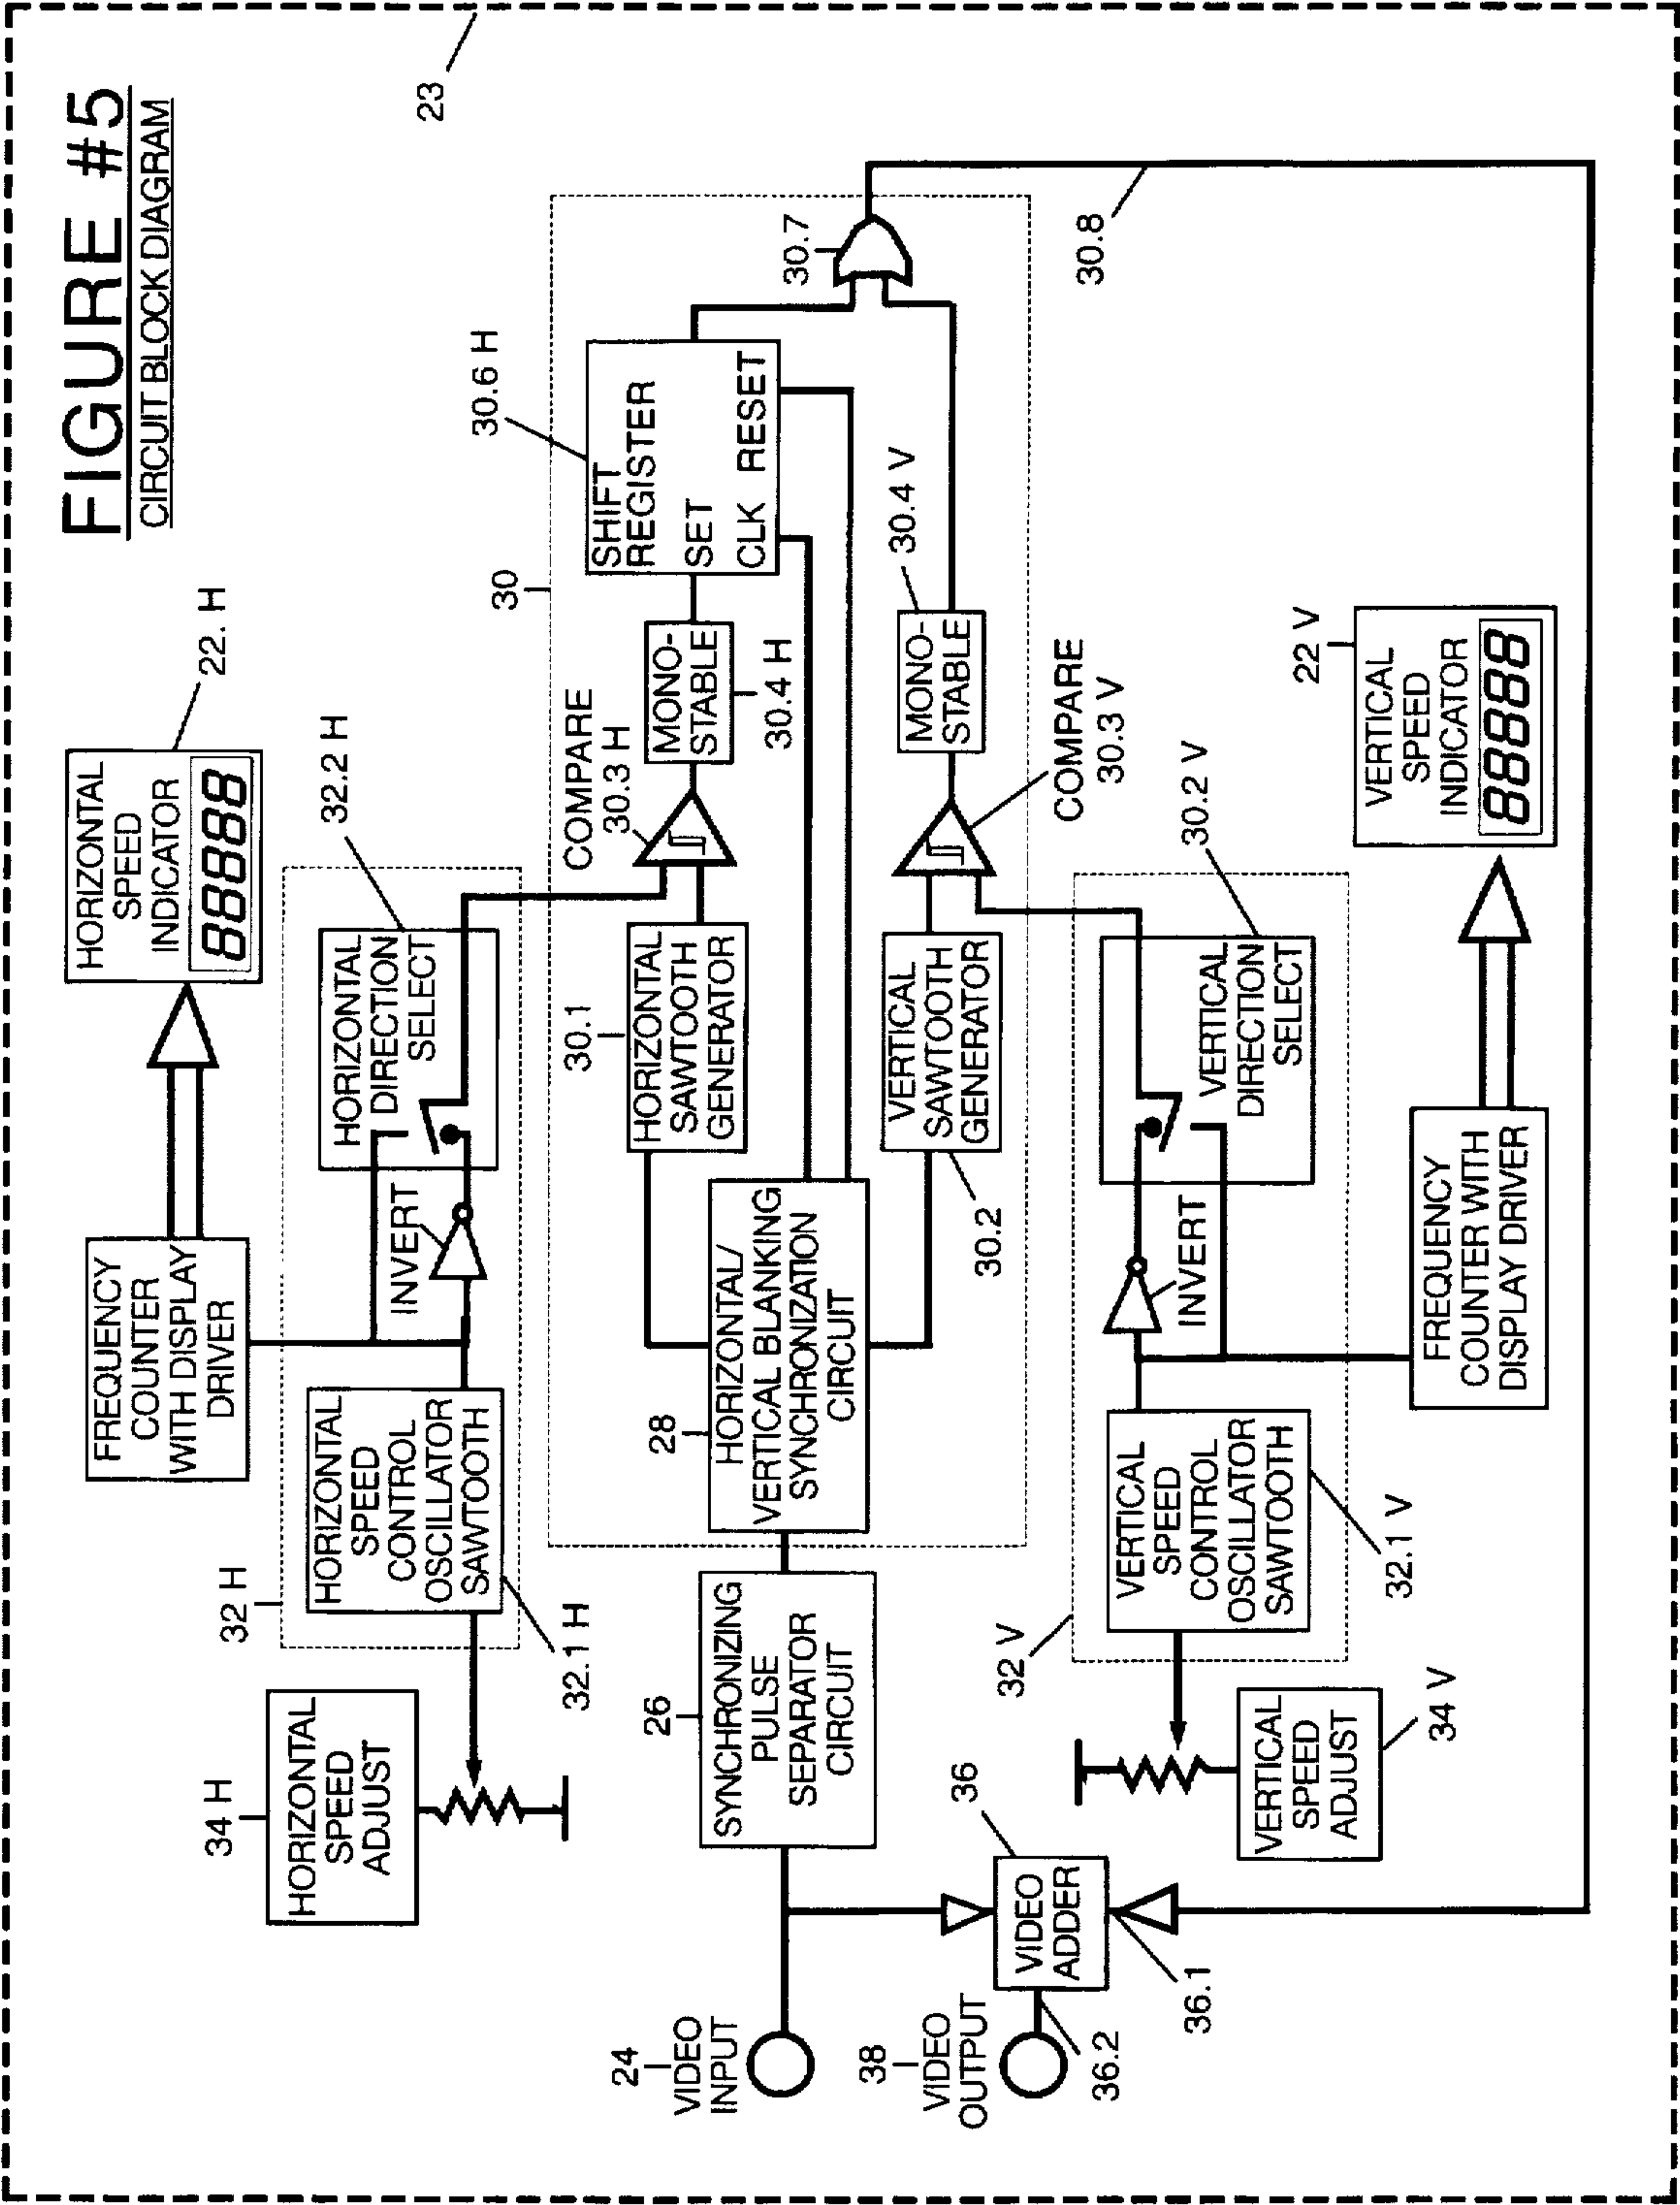 FIGURE #5
CIRCUIT BLOCK DIAGRAM
23
34 H
HORIZONTAL
SPEED
ADJUST
32 H
HORIZONTAL
SPEED
CONTROL
OSCILLATOR
SAWTOOTH
32.1 H
FREQUENCY
COUNTER
WITH DISPLAY
DRIVER
INVERT
HORIZONTAL
DIRECTION
SELECT
32.2 H
HORIZONTAL
SPEED
INDICATOR
88888
22. H
24
VIDEO
INPUT
26
SYNCHRONIZING
PULSE
SEPARATOR
CIRCUIT
28
HORIZONTAL/
VERTICAL BLANKING
SYNCHRONIZATION
CIRCUIT
30.1
HORIZONTAL
SAWTOOTH
GENERATOR
COMPARE
30.3 H
MONO-
STABLE
30.4 H
30
30.6 H
SHIFT
REGISTER
SET
CLK RESET
30.7
VERTICAL
SAWTOOTH
GENERATOR
30.2
COMPARE
30.3 V
MONO-
STABLE
30.4 V
30.8
38
VIDEO
OUTPUT
36.2
36
VIDEO
ADDER
36.1
32 V
VERTICAL
SPEED
CONTROL
OSCILLATOR
SAWTOOTH
32.1 V
VERTICAL
SPEED
ADJUST
34 V
INVERT
VERTICAL
DIRECTION
SELECT
30.2 V
FREQUENCY
COUNTER WITH
DISPLAY DRIVER
22 V
VERTICAL
SPEED
INDICATOR
88888